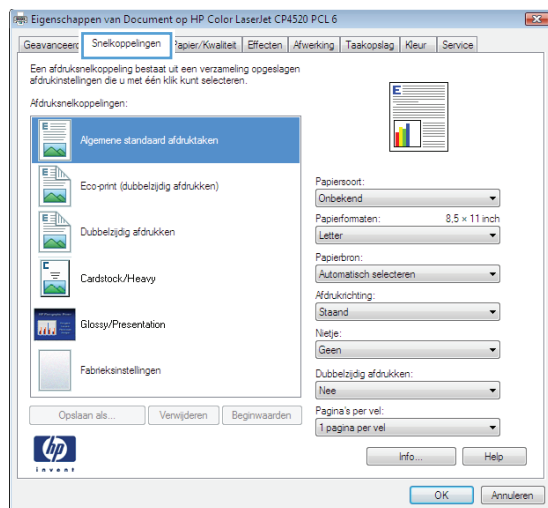 Eigenschappen van Document op HP Color LaserJet CP4520 PCL 6
Geavanceerd Snelkoppelingen Papier/Kwaliteit Effecten Afwerking Taakopslag Kleur Service
Een afdruksnelkoppeling bestaat uit een verzameling opgeslagen
afdrukinstellingen die u met één klik kunt selecteren.
Afdruksnelkoppelingen:
Algemene standaard afdruktaken
Eco-print (dubbelzijdig afdrukken)
Dubbelzijdig afdrukken
Cardstock/Heavy
Glossy/Presentation
Fabrieksinstellingen
Opslaan als... Verwijderen Beginwaarden
Papiersoort:
Onbekend
Papierformaten: 8,5 × 11 inch
Letter
Papierbron:
Automatisch selecteren
Afdrukrichting:
Staand
Nietje:
Geen
Dubbelzijdig afdrukken:
Nee
Pagina's per vel:
1 pagina per vel
hp
invent
Info... Help
OK Annuleren